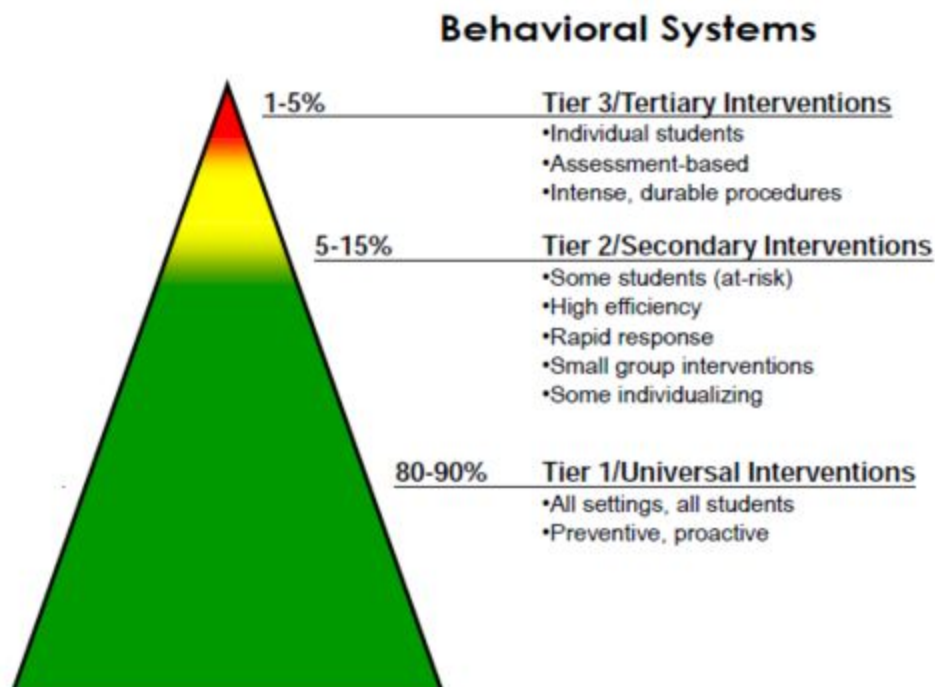 Behavioral Systems
1-5% Tier 3/Tertiary Interventions
•Individual students
•Assessment-based
•Intense, durable procedures
5-15% Tier 2/Secondary Interventions
•Some students (at-risk)
•High efficiency
•Rapid response
•Small group interventions
•Some individualizing
80-90% Tier 1/Universal Interventions
•All settings, all students
•Preventive, proactive